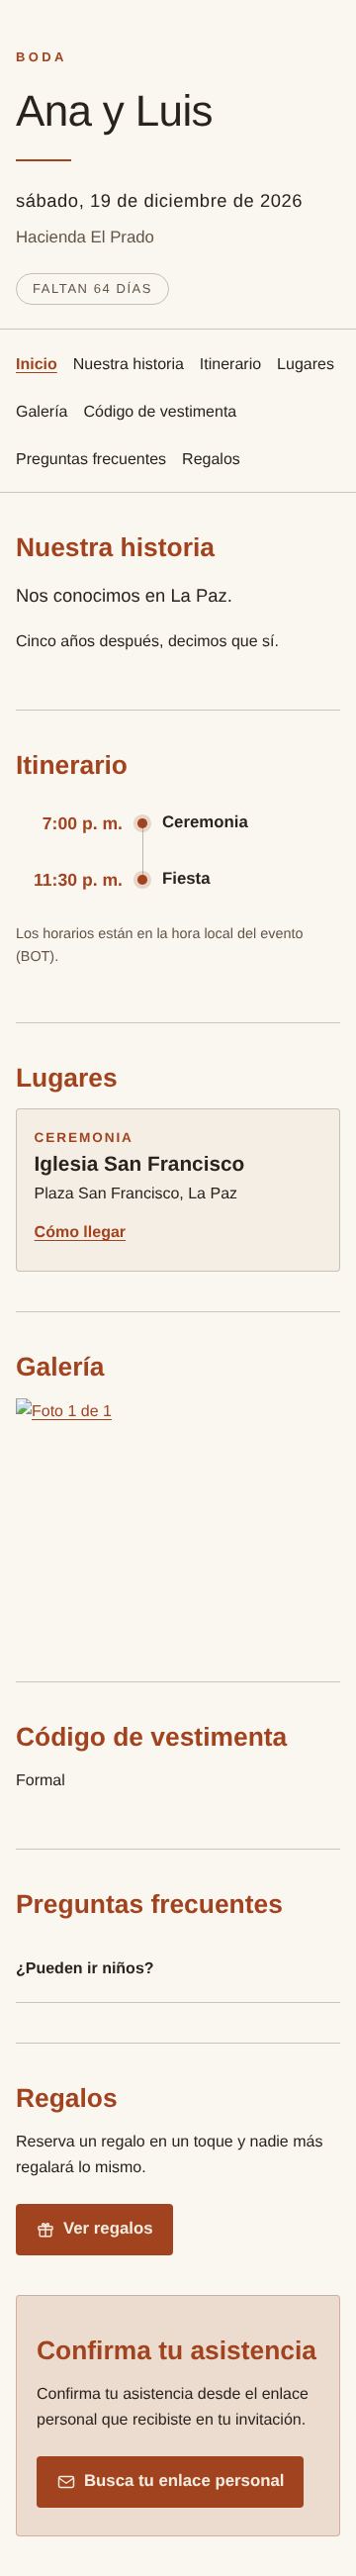 BODA
Ana y Luis
sábado, 19 de diciembre de 2026
Hacienda El Prado
FALTAN 64 DÍAS
Inicio Nuestra historia Itinerario Lugares
Galería Código de vestimenta
Preguntas frecuentes Regalos
Nuestra historia
Nos conocimos en La Paz.
Cinco años después, decimos que sí.
Itinerario
7:00 p. m. Ceremonia
11:30 p. m. Fiesta
Los horarios están en la hora local del evento
(BOT).
Lugares
CEREMONIA
Iglesia San Francisco
Plaza San Francisco, La Paz
Cómo llegar
Galería
Foto 1 de 1
Código de vestimenta
Formal
Preguntas frecuentes
¿Pueden ir niños?
Regalos
Reserva un regalo en un toque y nadie más
regalará lo mismo.
Ver regalos
Confirma tu asistencia
Confirma tu asistencia desde el enlace
personal que recibiste en tu invitación.
Busca tu enlace personal